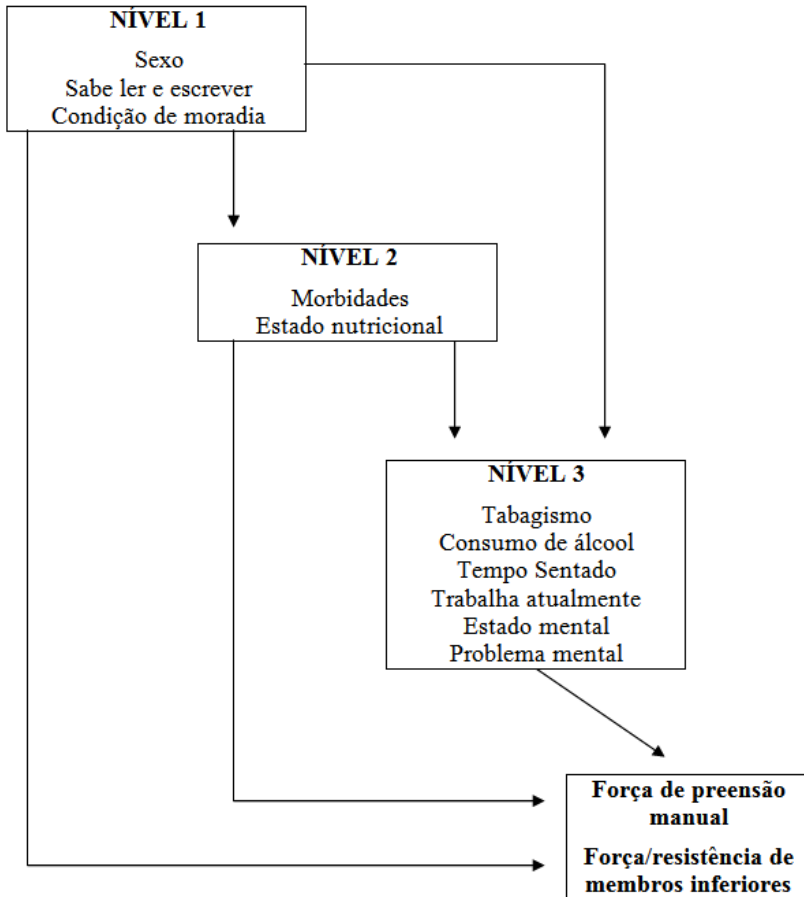 NÍVEL 1
Sexo
Sabe ler e escrever
Condição de moradia
NÍVEL 2
Morbidades
Estado nutricional
NÍVEL 3
Tabagismo
Consumo de álcool
Tempo Sentado
Trabalha atualmente
Estado mental
Problema mental
Força de preensão
manual
Força/resistência de
membros inferiores